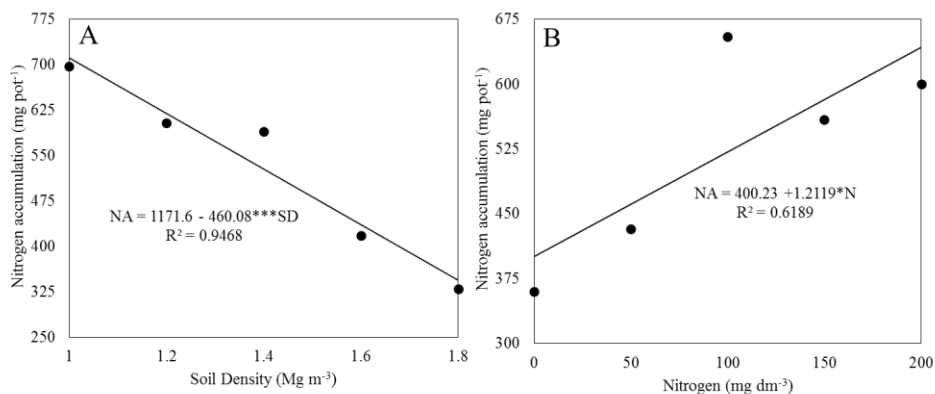 A
Nitrogen accumulation (mg pot⁻¹)
775
700
625
550
475
400
325
250
NA = 1171.6 - 460.08***SD
R² = 0.9468
1
1.2
1.4
1.6
1.8
Soil Density (Mg m⁻³)
B
Nitrogen accumulation (mg pot⁻¹)
675
600
525
450
375
300
NA = 400.23 +1.2119*N
R² = 0.6189
0
50
100
150
200
Nitrogen (mg dm⁻³)